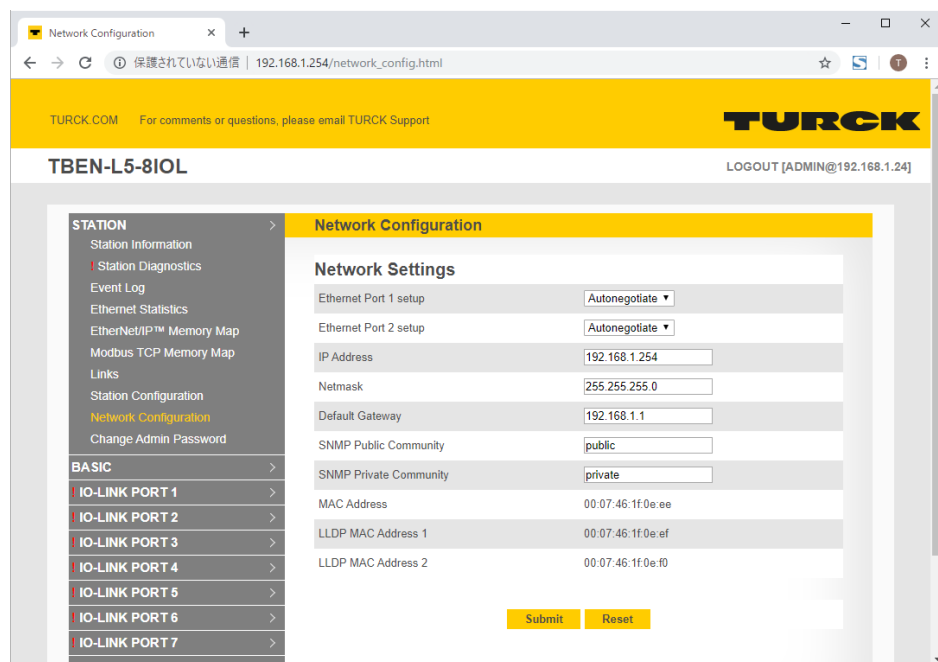 Network Configuration
保護されていない通信 | 192.168.1.254/network_config.html
T
TURCK.COM For comments or questions, please email TURCK Support
TURCK
TBEN-L5-8IOL
LOGOUT [ADMIN@192.168.1.24]
STATION
Station Information
! Station Diagnostics
Event Log
Ethernet Statistics
EtherNet/IP™ Memory Map
Modbus TCP Memory Map
Links
Station Configuration
Network Configuration
Change Admin Password
BASIC
! IO-LINK PORT 1
! IO-LINK PORT 2
! IO-LINK PORT 3
! IO-LINK PORT 4
! IO-LINK PORT 5
! IO-LINK PORT 6
! IO-LINK PORT 7
Network Configuration
Network Settings
Ethernet Port 1 setup Autonegotiate
Ethernet Port 2 setup Autonegotiate
IP Address 192.168.1.254
Netmask 255.255.255.0
Default Gateway 192.168.1.1
SNMP Public Community public
SNMP Private Community private
MAC Address 00:07:46:1f:0e:ee
LLDP MAC Address 1 00:07:46:1f:0e:ef
LLDP MAC Address 2 00:07:46:1f:0e:f0
Submit Reset